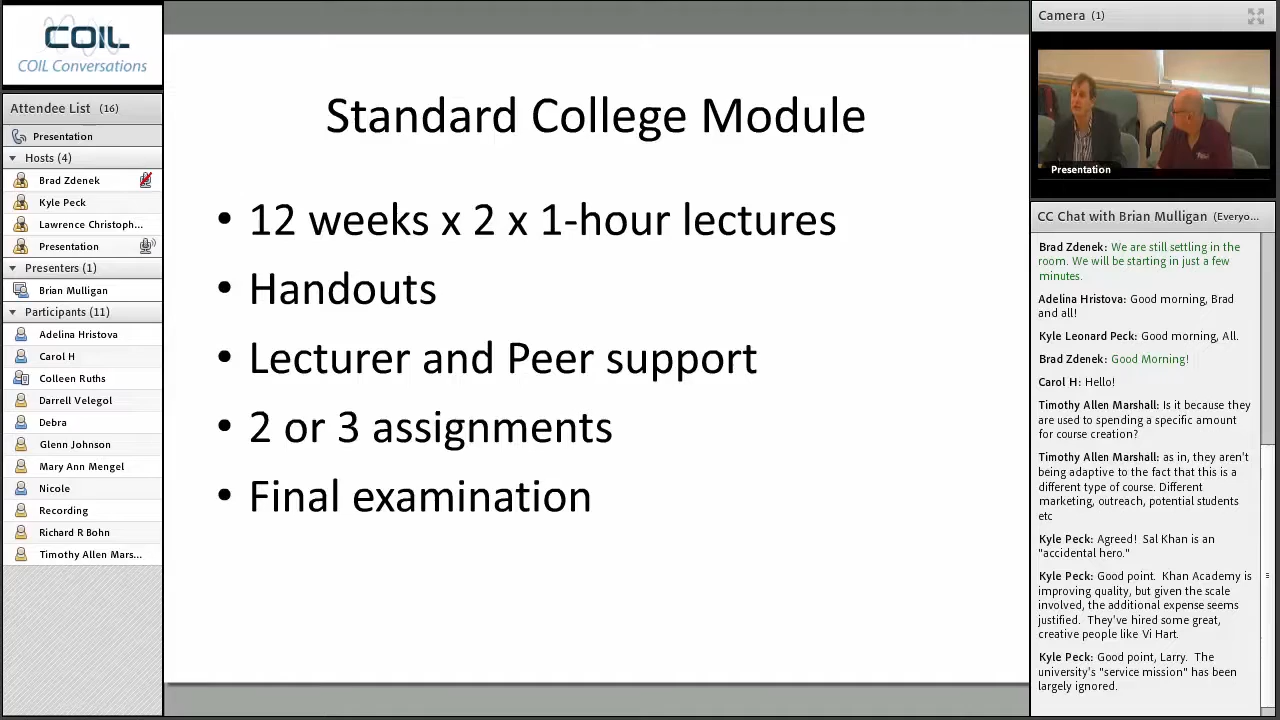 COIL
COIL Conversations
Attendee List (16)
Presentation
Hosts (4)
Brad Zdenek
Kyle Peck
Lawrence Christoph...
Presentation
Presenters (1)
Brian Mulligan
Participants (11)
Adelina Hristova
Carol H
Colleen Ruths
Darrell Velegol
Debra
Glenn Johnson
Mary Ann Mengel
Nicole
Recording
Richard R Bohn
Timothy Allen Mars...
Standard College Module
• 12 weeks x 2 x 1-hour lectures
• Handouts
• Lecturer and Peer support
• 2 or 3 assignments
• Final examination
Camera (1)
Presentation
CC Chat with Brian Mulligan (Everyo...
Brad Zdenek: We are still settling in the
room. We will be starting in just a few
minutes.
Adelina Hristova: Good morning, Brad
and all!
Kyle Leonard Peck: Good morning, All.
Brad Zdenek: Good Morning!
Carol H: Hello!
Timothy Allen Marshall: Is it because they
are used to spending a specific amount
for course creation?
Timothy Allen Marshall: as in, they aren't
being adaptive to the fact that this is a
different type of course. Different
marketing, outreach, potential students
etc
Kyle Peck: Agreed! Sal Khan is an
"accidental hero."
Kyle Peck: Good point. Khan Academy is
improving quality, but given the scale
involved, the additional expense seems
justified. They've hired some great,
creative people like Vi Hart.
Kyle Peck: Good point, Larry. The
university's "service mission" has been
largely ignored.